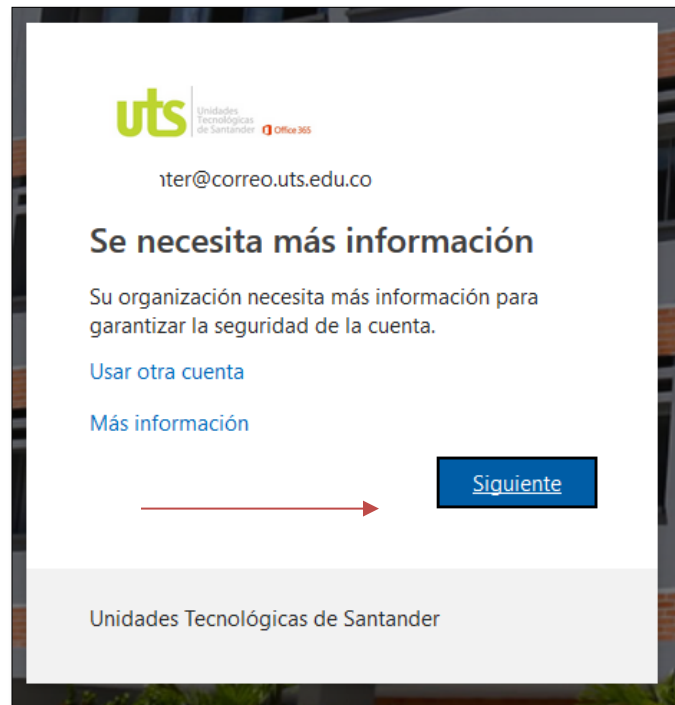 uts
Unidades
Tecnológicas
de Santander
Office 365
nter@correo.uts.edu.co
Se necesita más información
Su organización necesita más información para
garantizar la seguridad de la cuenta.
Usar otra cuenta
Más información
Siguiente
Unidades Tecnológicas de Santander